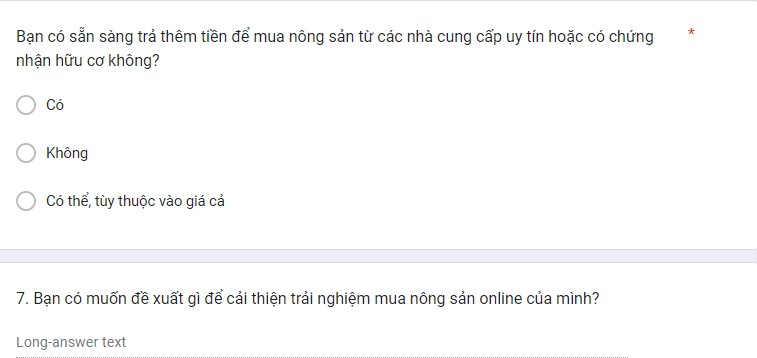 Bạn có sẵn sàng trả thêm tiền để mua nông sản từ các nhà cung cấp uy tín hoặc có chứng *
nhận hữu cơ không?
Có
Không
Có thể, tùy thuộc vào giá cả
7. Bạn có muốn đề xuất gì để cải thiện trải nghiệm mua nông sản online của mình?
Long-answer text